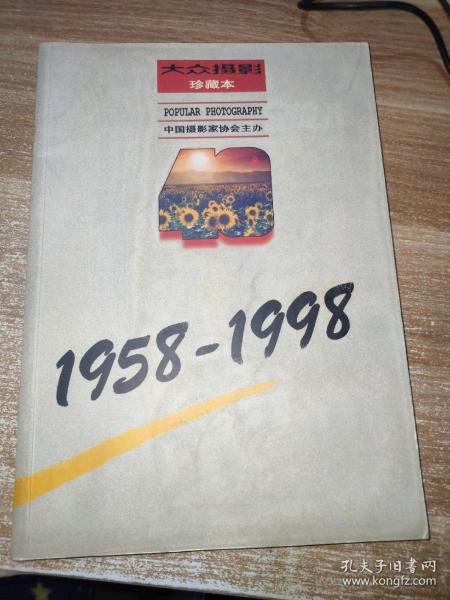 大众摄影
珍藏本
POPULAR PHOTOGRAPHY
中国摄影家协会主办
40
1958-1998
孔夫子旧书网
www.kongfz.com